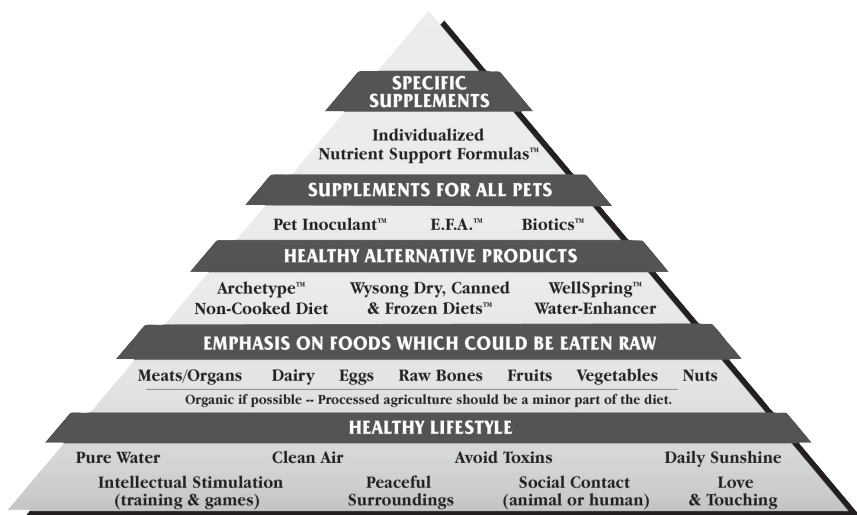 SPECIFIC
SUPPLEMENTS
Individualized
Nutrient Support Formulas™
SUPPLEMENTS FOR ALL PETS
Pet Inoculant™ E.F.A.™ Biotics™
HEALTHY ALTERNATIVE PRODUCTS
Archetype™ Wysong Dry, Canned WellSpring™
Non-Cooked Diet & Frozen Diets™ Water-Enhancer
EMPHASIS ON FOODS WHICH COULD BE EATEN RAW
Meats/Organs Dairy Eggs Raw Bones Fruits Vegetables Nuts
Organic if possible -- Processed agriculture should be a minor part of the diet.
HEALTHY LIFESTYLE
Pure Water Clean Air Avoid Toxins Daily Sunshine
Intellectual Stimulation Peaceful Social Contact Love
(training & games) Surroundings (animal or human) & Touching